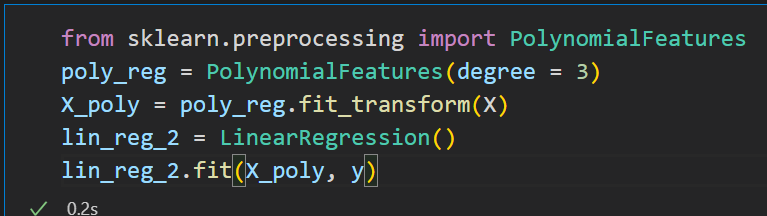 from sklearn.preprocessing import PolynomialFeatures
poly_reg = PolynomialFeatures(degree = 3)
X_poly = poly_reg.fit_transform(X)
lin_reg_2 = LinearRegression()
lin_reg_2.fit(X_poly, y)
0.2s